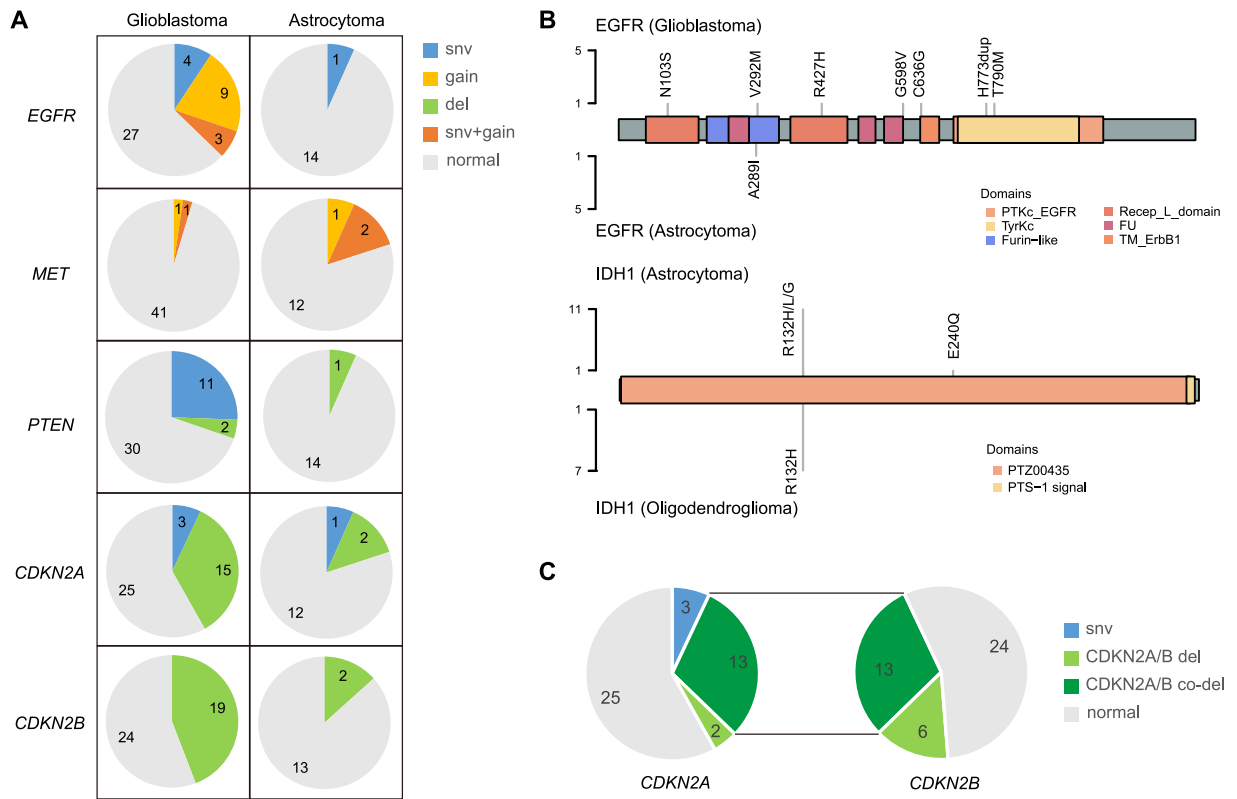 A
Glioblastoma
Astrocytoma
snv
gain
del
snv+gain
normal
EGFR
4
9
3
27
1
14
MET
1
1
41
1
2
12
PTEN
11
2
30
1
14
CDKN2A
3
15
25
1
2
12
CDKN2B
19
24
2
13
B
EGFR (Glioblastoma)
5
1
N103S
V292M
R427H
G598V
C636G
H773dup
T790M
1
5
A289I
Domains
PTKc_EGFR
TyrKc
Furin−like
Recep_L_domain
FU
TM_ErbB1
EGFR (Astrocytoma)
IDH1 (Astrocytoma)
11
1
R132H/L/G
E240Q
1
7
R132H
Domains
PTZ00435
PTS−1 signal
IDH1 (Oligodendroglioma)
C
3
13
2
25
CDKN2A
13
24
6
CDKN2B
snv
CDKN2A/B del
CDKN2A/B co-del
normal